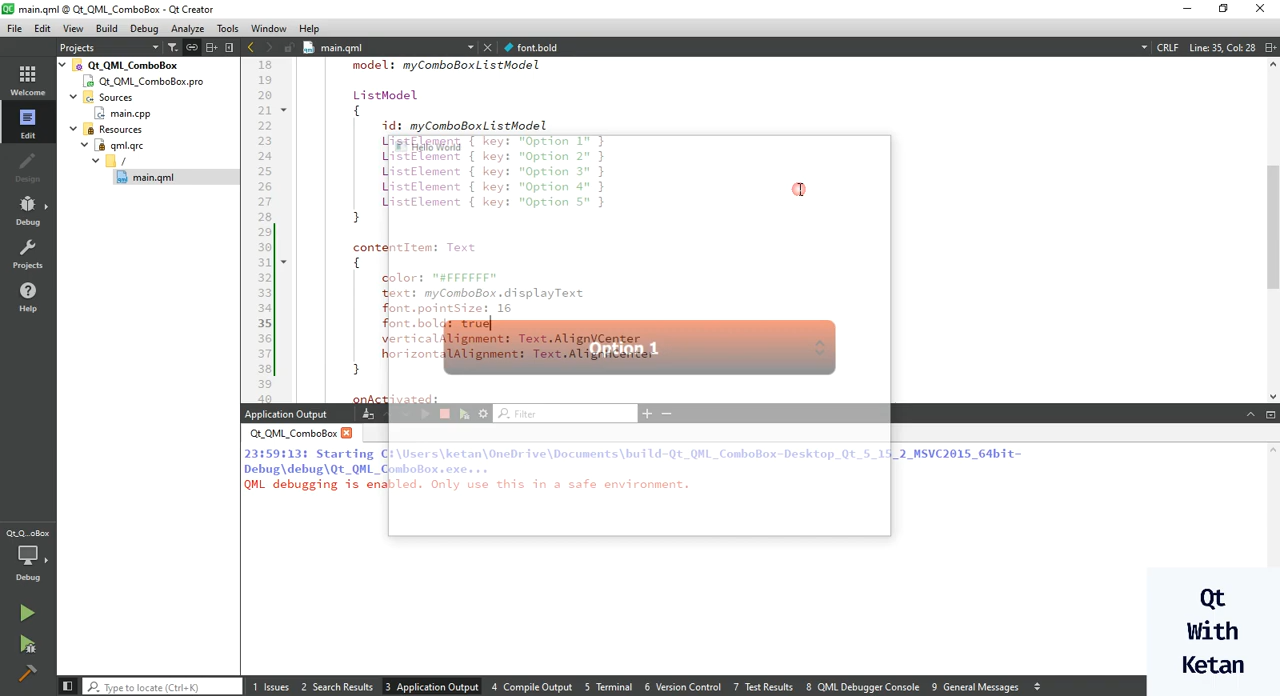 main.qml @ Qt_QML_ComboBox - Qt Creator
File Edit View Build Debug Analyze Tools Window Help
Projects main.qml font.bold CRLF Line: 35, Col: 28
Welcome
Edit
Design
Debug
Projects
Help
Qt_QML_ComboBox
Qt_QML_ComboBox.pro
Sources
main.cpp
Resources
qml.qrc
/
main.qml
18 model: myComboBoxListModel
19
20 ListModel
21 {
22 id: myComboBoxListModel
23 ListElement { key: "Option 1" }
24 ListElement { key: "Option 2" }
25 ListElement { key: "Option 3" }
26 ListElement { key: "Option 4" }
27 ListElement { key: "Option 5" }
28 }
29
30 contentItem: Text
31 {
32 color: "#FFFFFF"
33 text: myComboBox.displayText
34 font.pointSize: 16
35 font.bold: true
36 verticalAlignment: Text.AlignVCenter
37 horizontalAlignment: Text.AlignHCenter
38 }
39
40 onActivated:
Hello World
Option 1
Application Output Filter
Qt_QML_ComboBox
23:59:13: Starting C:\Users\ketan\OneDrive\Documents\build-Qt_QML_ComboBox-Desktop_Qt_5_15_2_MSVC2015_64bit-
Debug\debug\Qt_QML_ComboBox.exe...
QML debugging is enabled. Only use this in a safe environment.
Qt_Q...oBox
Debug
Qt
With
Ketan
Type to locate (Ctrl+K) 1 Issues 2 Search Results 3 Application Output 4 Compile Output 5 Terminal 6 Version Control 7 Test Results 8 QML Debugger Console 9 General Messages